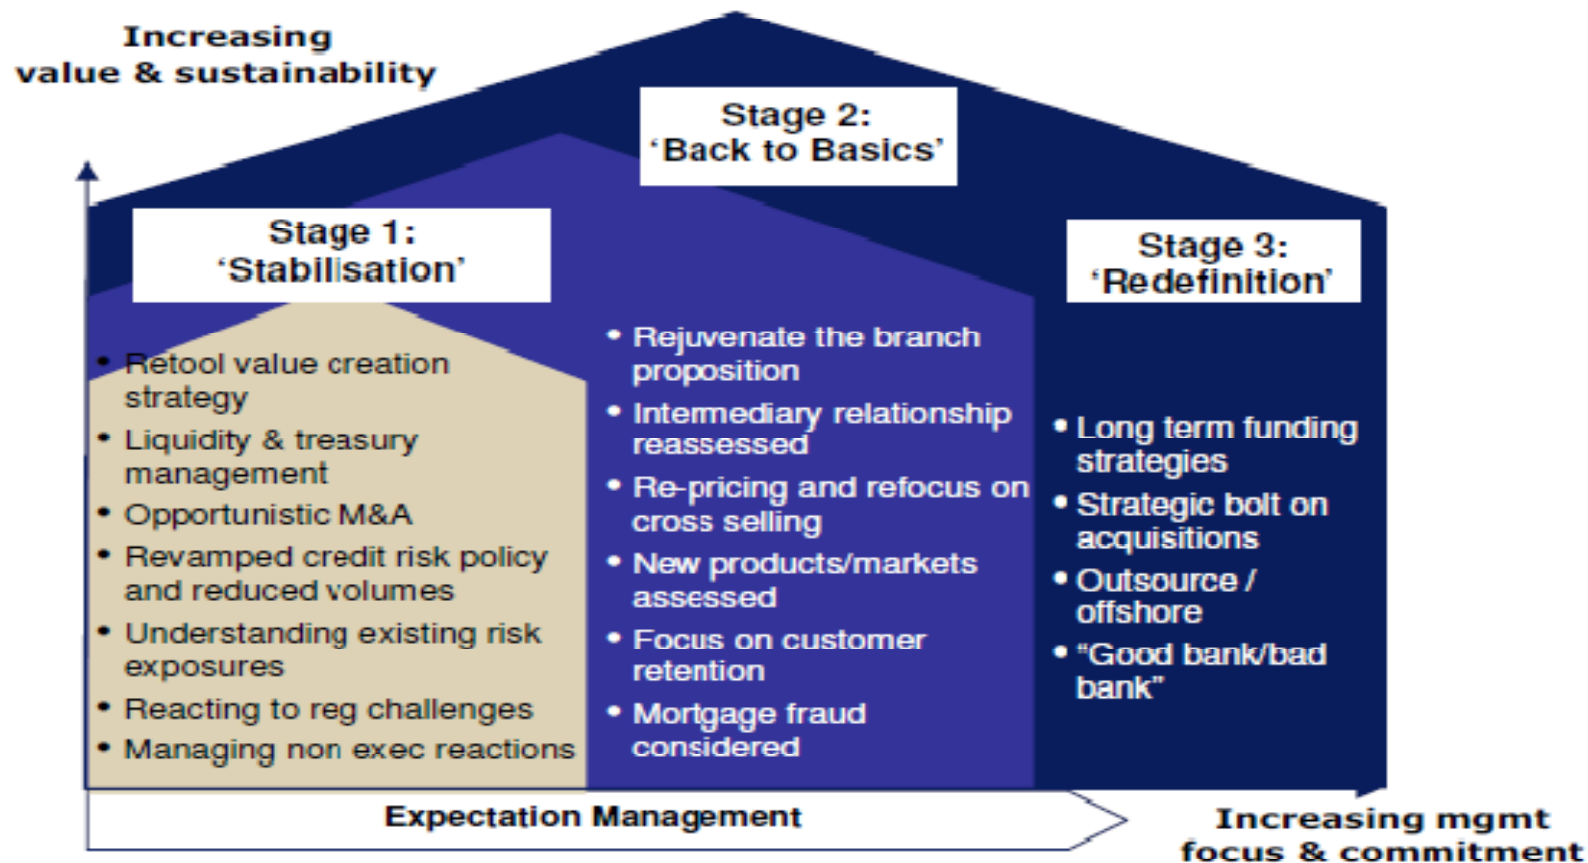 Increasing
value & sustainability
Stage 2:
‘Back to Basics’
Stage 1:
‘Stabilisation’
Stage 3:
‘Redefinition’
• Retool value creation
strategy
• Liquidity & treasury
management
• Opportunistic M&A
• Revamped credit risk policy
and reduced volumes
• Understanding existing risk
exposures
• Reacting to reg challenges
• Managing non exec reactions
• Rejuvenate the branch
proposition
• Intermediary relationship
reassessed
• Re-pricing and refocus on
cross selling
• New products/markets
assessed
• Focus on customer
retention
• Mortgage fraud
considered
• Long term funding
strategies
• Strategic bolt on
acquisitions
• Outsource /
offshore
• “Good bank/bad
bank”
Expectation Management
Increasing mgmt
focus & commitment